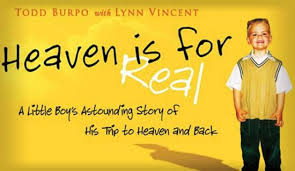 TODD BURPO with LYNN VINCENT
Heaven is for
Real
A Little Boy's Astounding Story of
His Trip to Heaven and Back